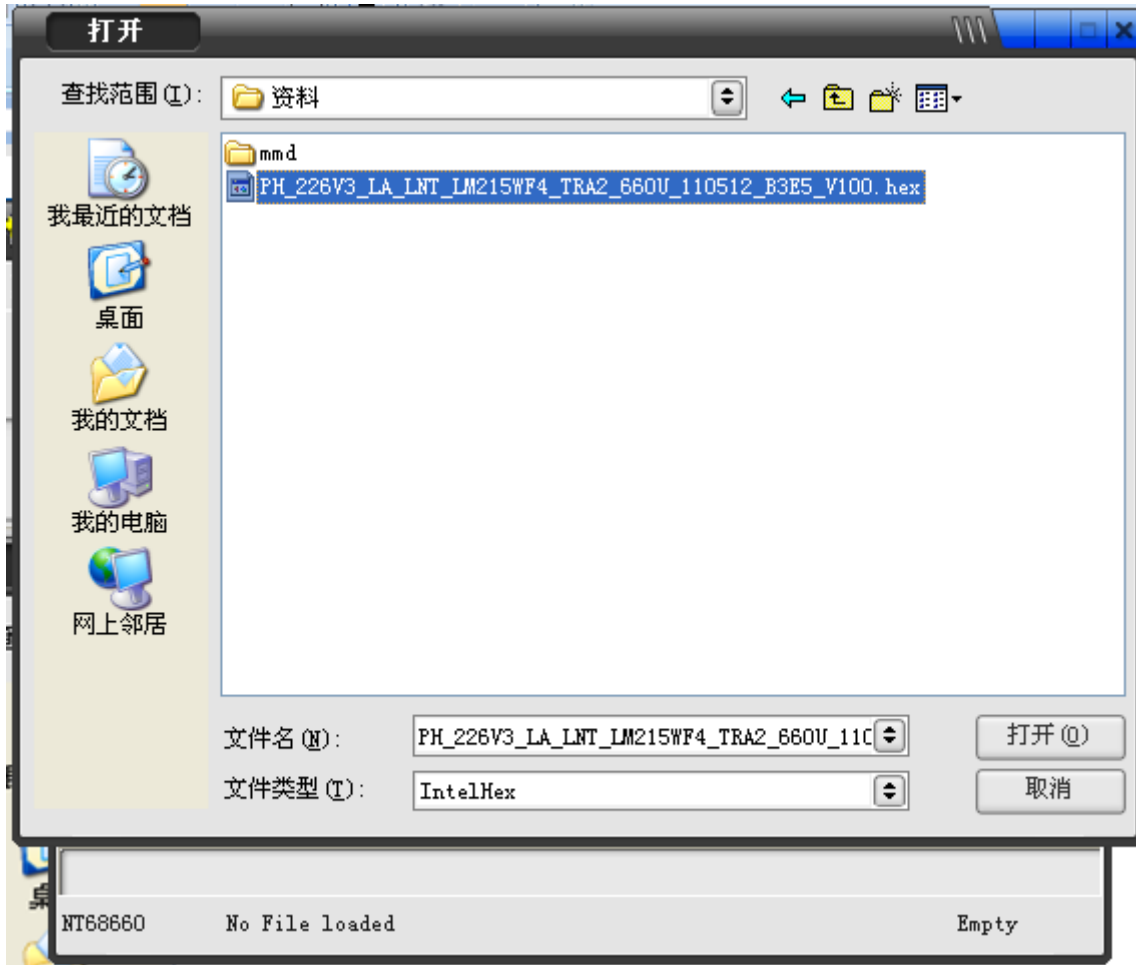 打开
查找范围(I):
资料
mmd
PH_226V3_LA_LNT_LM215WF4_TRA2_660U_110512_B3E5_V100.hex
我最近的文档
桌面
我的文档
我的电脑
网上邻居
文件名(N):
PH_226V3_LA_LNT_LM215WF4_TRA2_660U_110
打开(O)
文件类型(T):
IntelHex
取消
NT68660
No File loaded
Empty